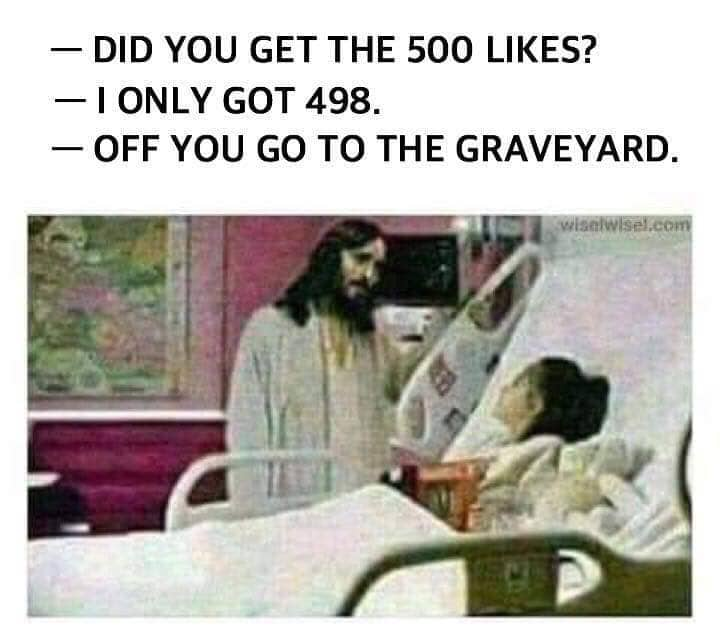 — DID YOU GET THE 500 LIKES?
— I ONLY GOT 498.
— OFF YOU GO TO THE GRAVEYARD.
wiselwisel.com